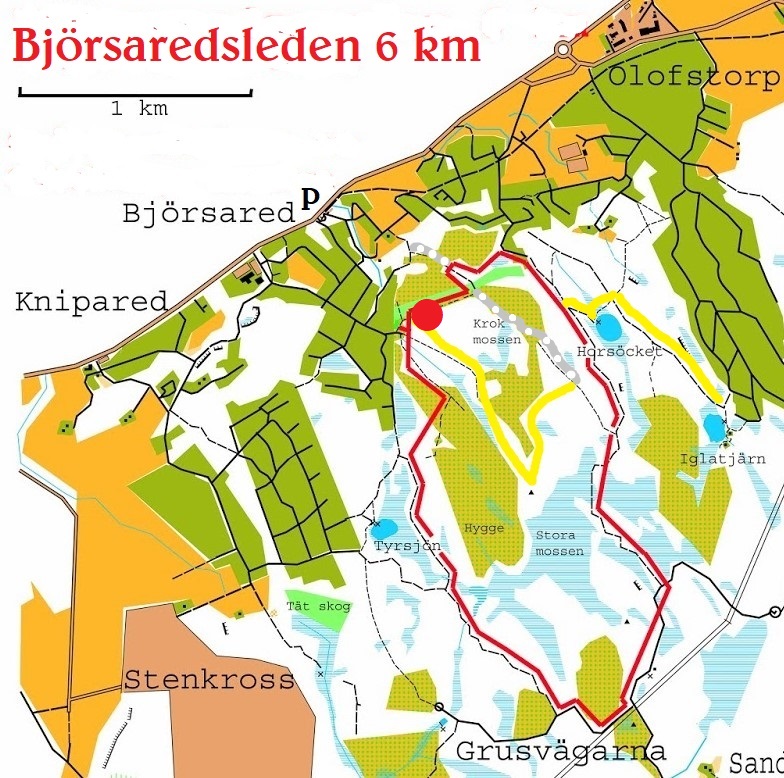 Björsaredsleden 6 km
1 km
Olofstorp
Björsared P
Knipared
Krok
mossen
Horsöcket
Iglatjärn
Hygge
Stora
mossen
Tyrsjön
Tät skog
Stenkross
Grusvägarna
Sand